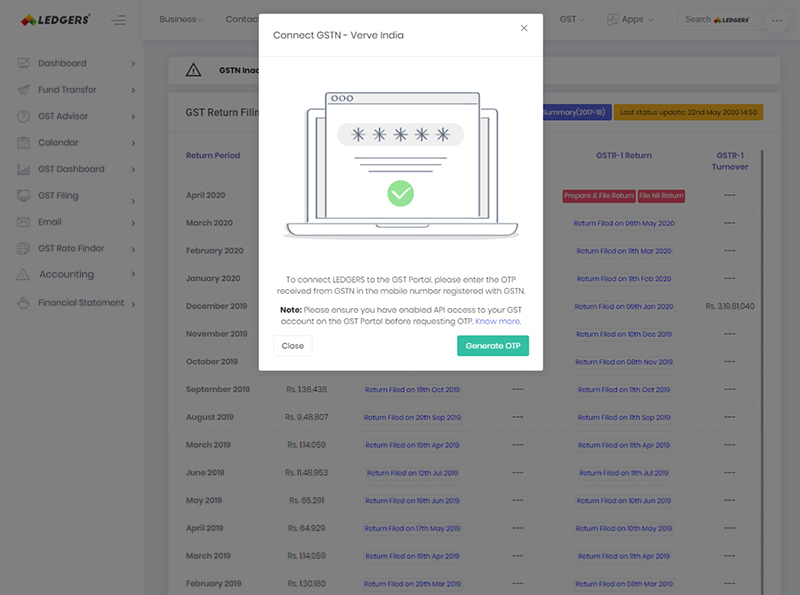 LEDGERS
Business
Contac
GST
Apps
Search LEDGERS
Dashboard
Fund Transfer
GST Advisor
Calendar
GST Dashboard
GST Filing
Email
GST Rate Finder
Accounting
Financial Statement
Connect GSTN - Verve India
To connect LEDGERS to the GST Portal, please enter the OTP
received from GSTN in the mobile number registered with GSTN.
Note: Please ensure you have enabled API access to your GST
account on the GST Portal before requesting OTP. Know more.
Close
Generate OTP
GSTN Inac
GST Return Filin
Summary(2017-18)
Last status update: 22nd May 2020 14:50
Return Period
GSTR-1 Return
GSTR-1
Turnover
April 2020 Prepare & File Return File Nil Return ---
March 2020 Return Filed on 06th May 2020 ---
February 2020 Return Filed on 11th Mar 2020 ---
January 2020 Return Filed on 11th Feb 2020 ---
December 2019 Return Filed on 09th Jan 2020 Rs. 3,19,81,040
November 2019 Return Filed on 10th Dec 2019 ---
October 2019 Return Filed on 08th Nov 2019 ---
September 2019 Rs. 1,36,438 Return Filed on 18th Oct 2019 --- Return Filed on 11th Oct 2019 ---
August 2019 Rs. 9,48,807 Return Filed on 20th Sep 2019 --- Return Filed on 11th Sep 2019 ---
March 2019 Rs. 1,14,059 Return Filed on 19th Apr 2019 --- Return Filed on 11th Apr 2019 ---
June 2019 Rs. 11,48,953 Return Filed on 12th Jul 2019 --- Return Filed on 11th Jul 2019 ---
May 2019 Rs. 65,291 Return Filed on 19th Jun 2019 --- Return Filed on 10th Jun 2019 ---
April 2019 Rs. 64,929 Return Filed on 17th May 2019 --- Return Filed on 10th May 2019 ---
March 2019 Rs. 1,14,059 Return Filed on 19th Apr 2019 --- Return Filed on 11th Apr 2019 ---
February 2019 Rs. 1,30,180 Return Filed on 20th Mar 2019 --- Return Filed on 08th Mar 2019 ---